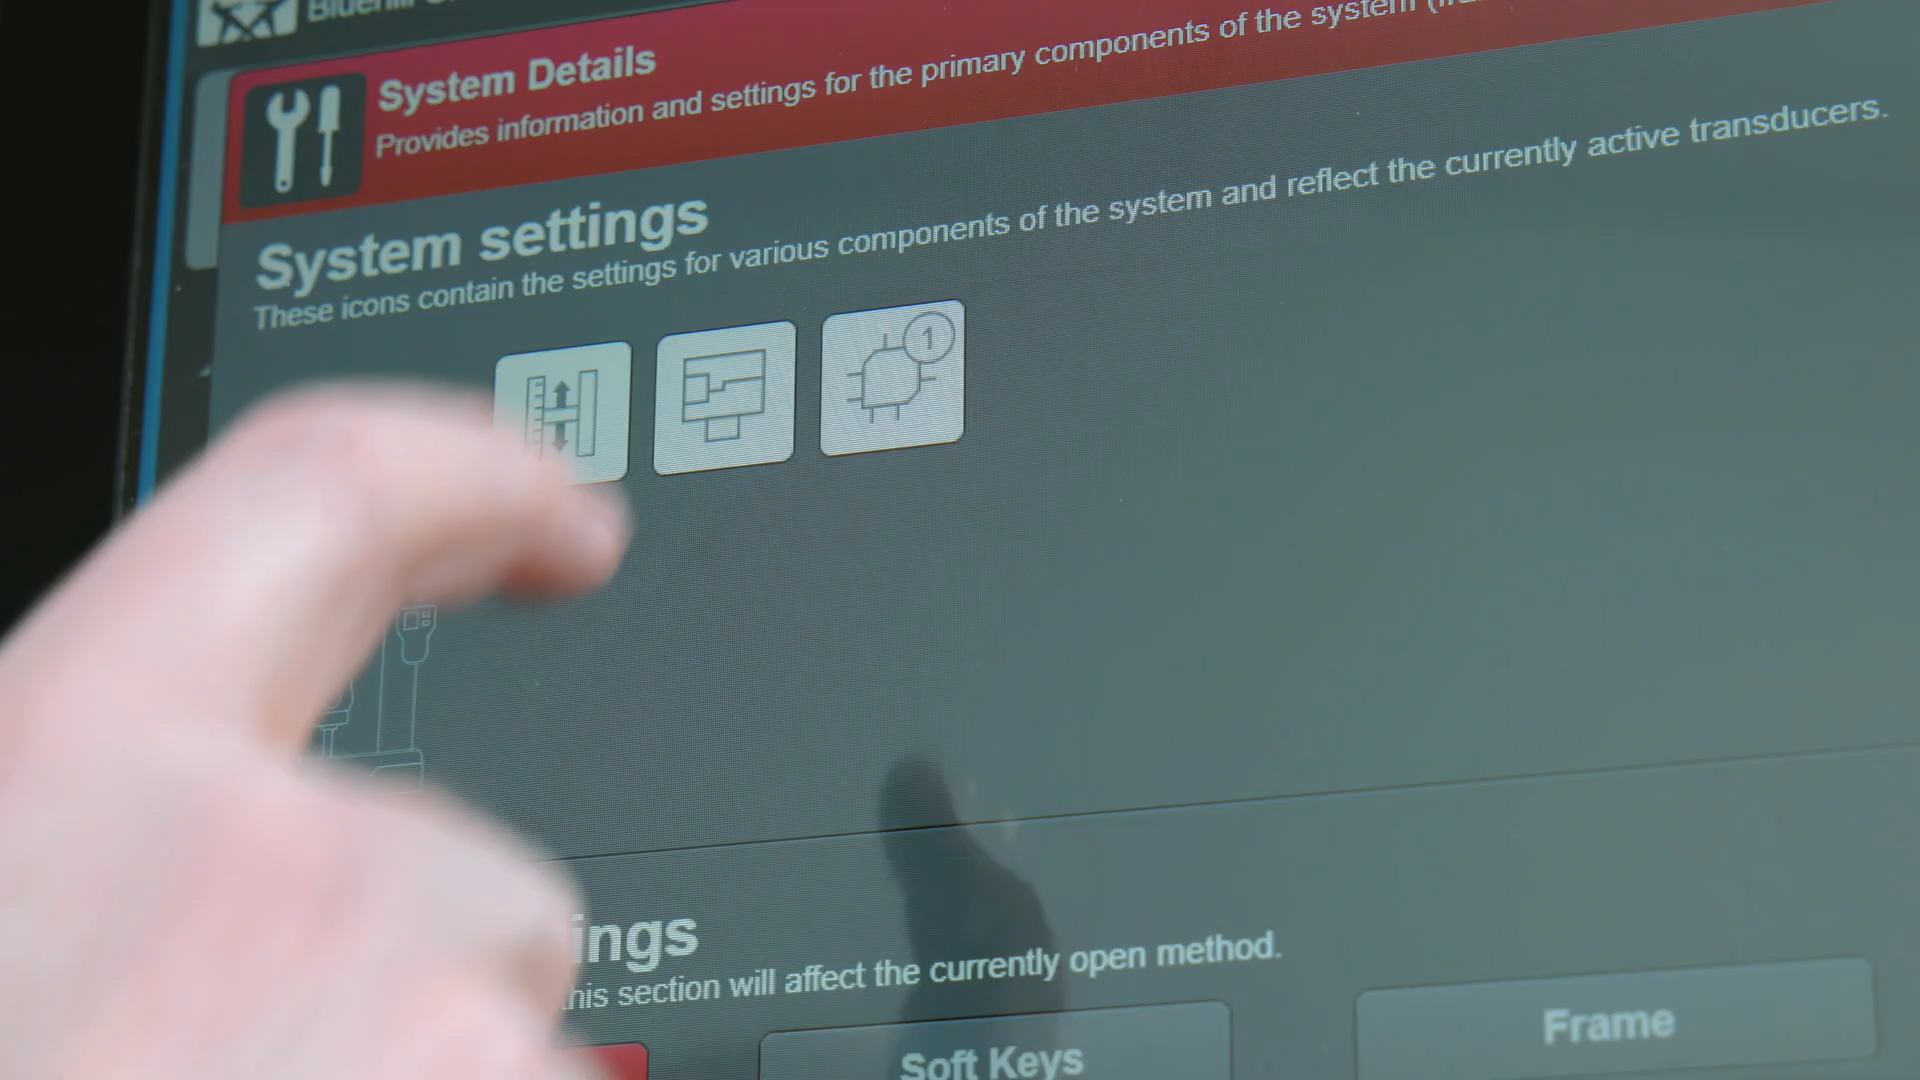 Bluehill
System Details
Provides information and settings for the primary components of the system
System settings
These icons contain the settings for various components of the system and reflect the currently active transducers.
1
ings
his section will affect the currently open method.
Soft Keys
Frame